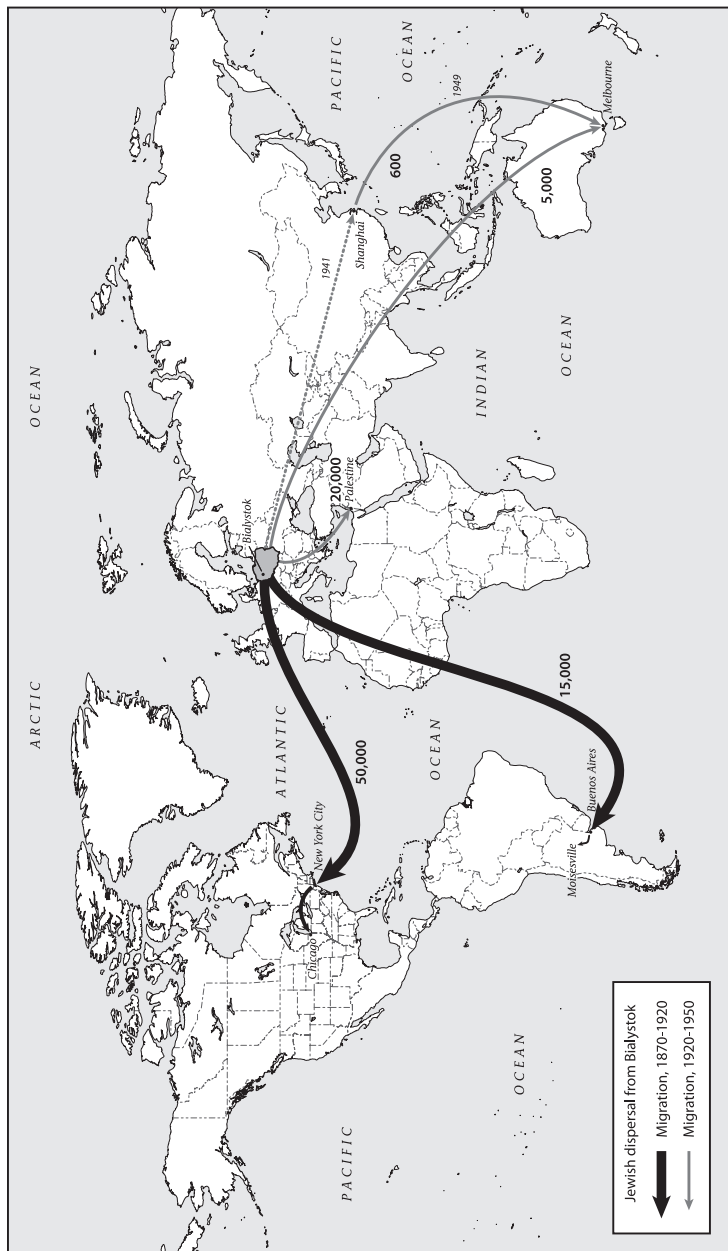 ARCTIC
OCEAN
PACIFIC
OCEAN
ATLANTIC
OCEAN
INDIAN
OCEAN
PACIFIC
OCEAN
Bialystok
1941
Shanghai
600
1949
5,000
Melbourne
20,000
Palestine
50,000
New York City
Chicago
15,000
Buenos Aires
Moisesville
Jewish dispersal from Bialystok
Migration, 1870-1920
Migration, 1920-1950